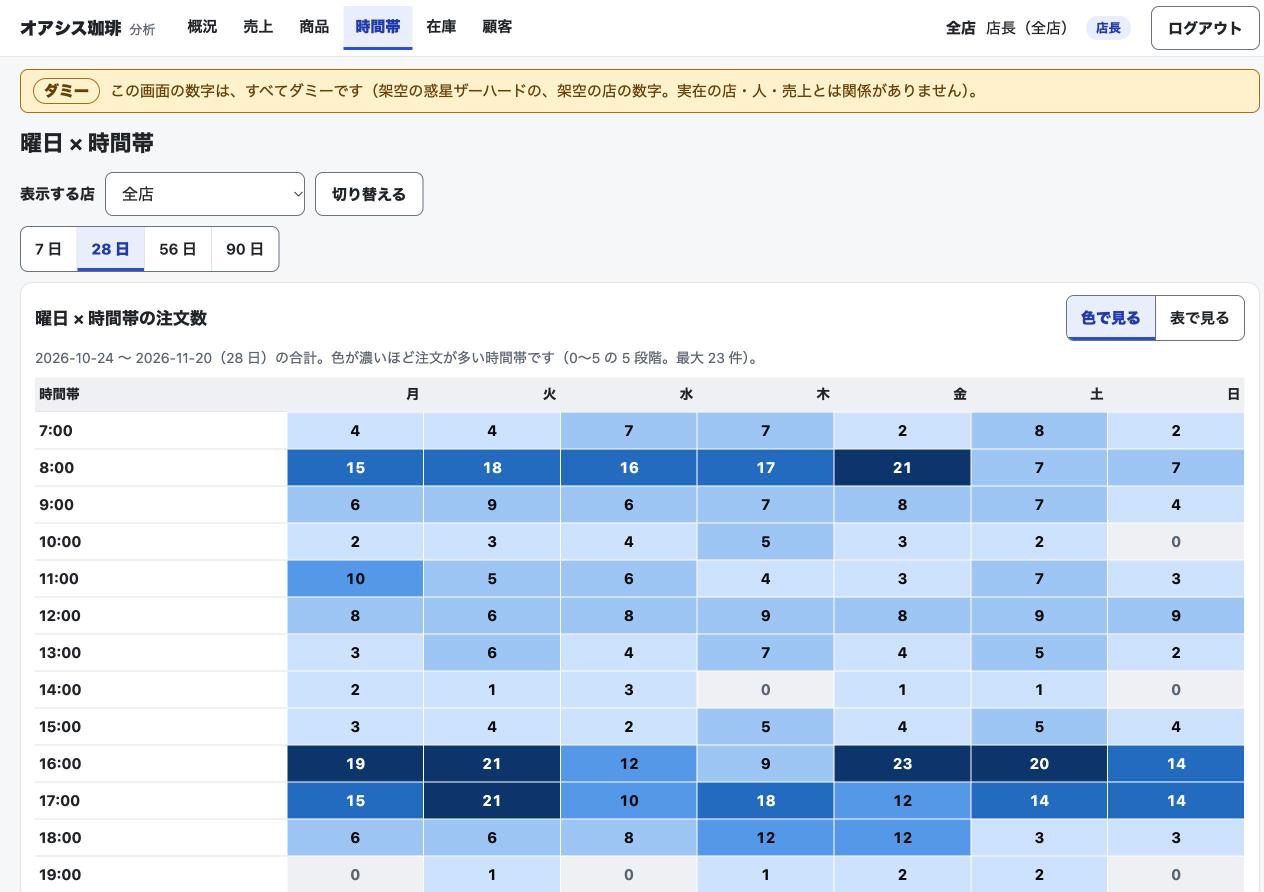 オアシス珈琲 分析 概況 売上 商品 時間帯 在庫 顧客 全店 店長（全店） 店長 ログアウト
ダミー この画面の数字は、すべてダミーです（架空の惑星ザーハードの、架空の店の数字。実在の店・人・売上とは関係がありません）。
曜日 × 時間帯
表示する店 全店 切り替える
7 日 28 日 56 日 90 日
曜日 × 時間帯の注文数 色で見る 表で見る
2026-10-24 〜 2026-11-20（28 日）の合計。色が濃いほど注文が多い時間帯です（0〜5 の 5 段階。最大 23 件）。
時間帯 月 火 水 木 金 土 日
7:00 4 4 7 7 2 8 2
8:00 15 18 16 17 21 7 7
9:00 6 9 6 7 8 7 4
10:00 2 3 4 5 3 2 0
11:00 10 5 6 4 3 7 3
12:00 8 6 8 9 8 9 9
13:00 3 6 4 7 4 5 2
14:00 2 1 3 0 1 1 0
15:00 3 4 2 5 4 5 4
16:00 19 21 12 9 23 20 14
17:00 15 21 10 18 12 14 14
18:00 6 6 8 12 12 3 3
19:00 0 1 0 1 2 2 0